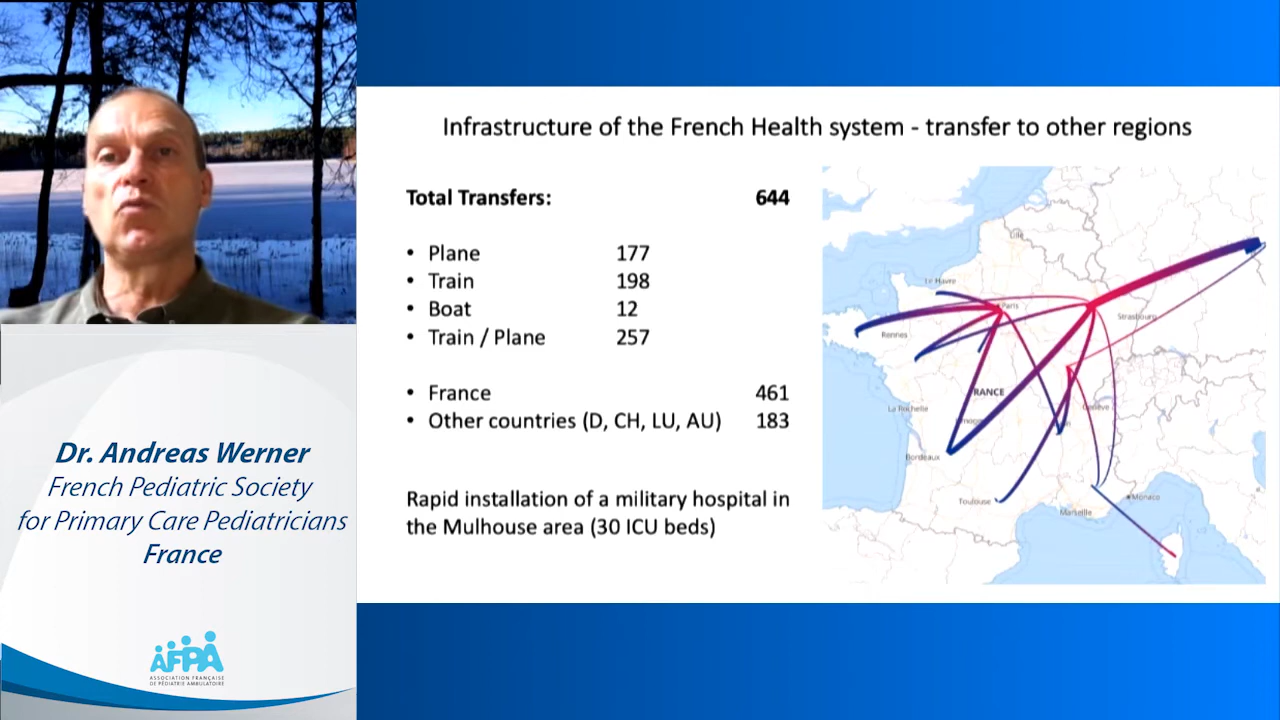 Infrastructure of the French Health system - transfer to other regions
Total Transfers: 644
• Plane 177
• Train 198
• Boat 12
• Train / Plane 257
• France 461
• Other countries (D, CH, LU, AU) 183
Rapid installation of a military hospital in
the Mulhouse area (30 ICU beds)
Lille
Le Havre
Paris
Strasbourg
Rennes
RANCE
La Rochelle
Genève
Bordeaux
Toulouse
Marseille
Monaco
Dr. Andreas Werner
French Pediatric Society
for Primary Care Pediatricians
France
AFPA
ASSOCIATION FRANÇAISE
DE PÉDIATRIE AMBULATOIRE